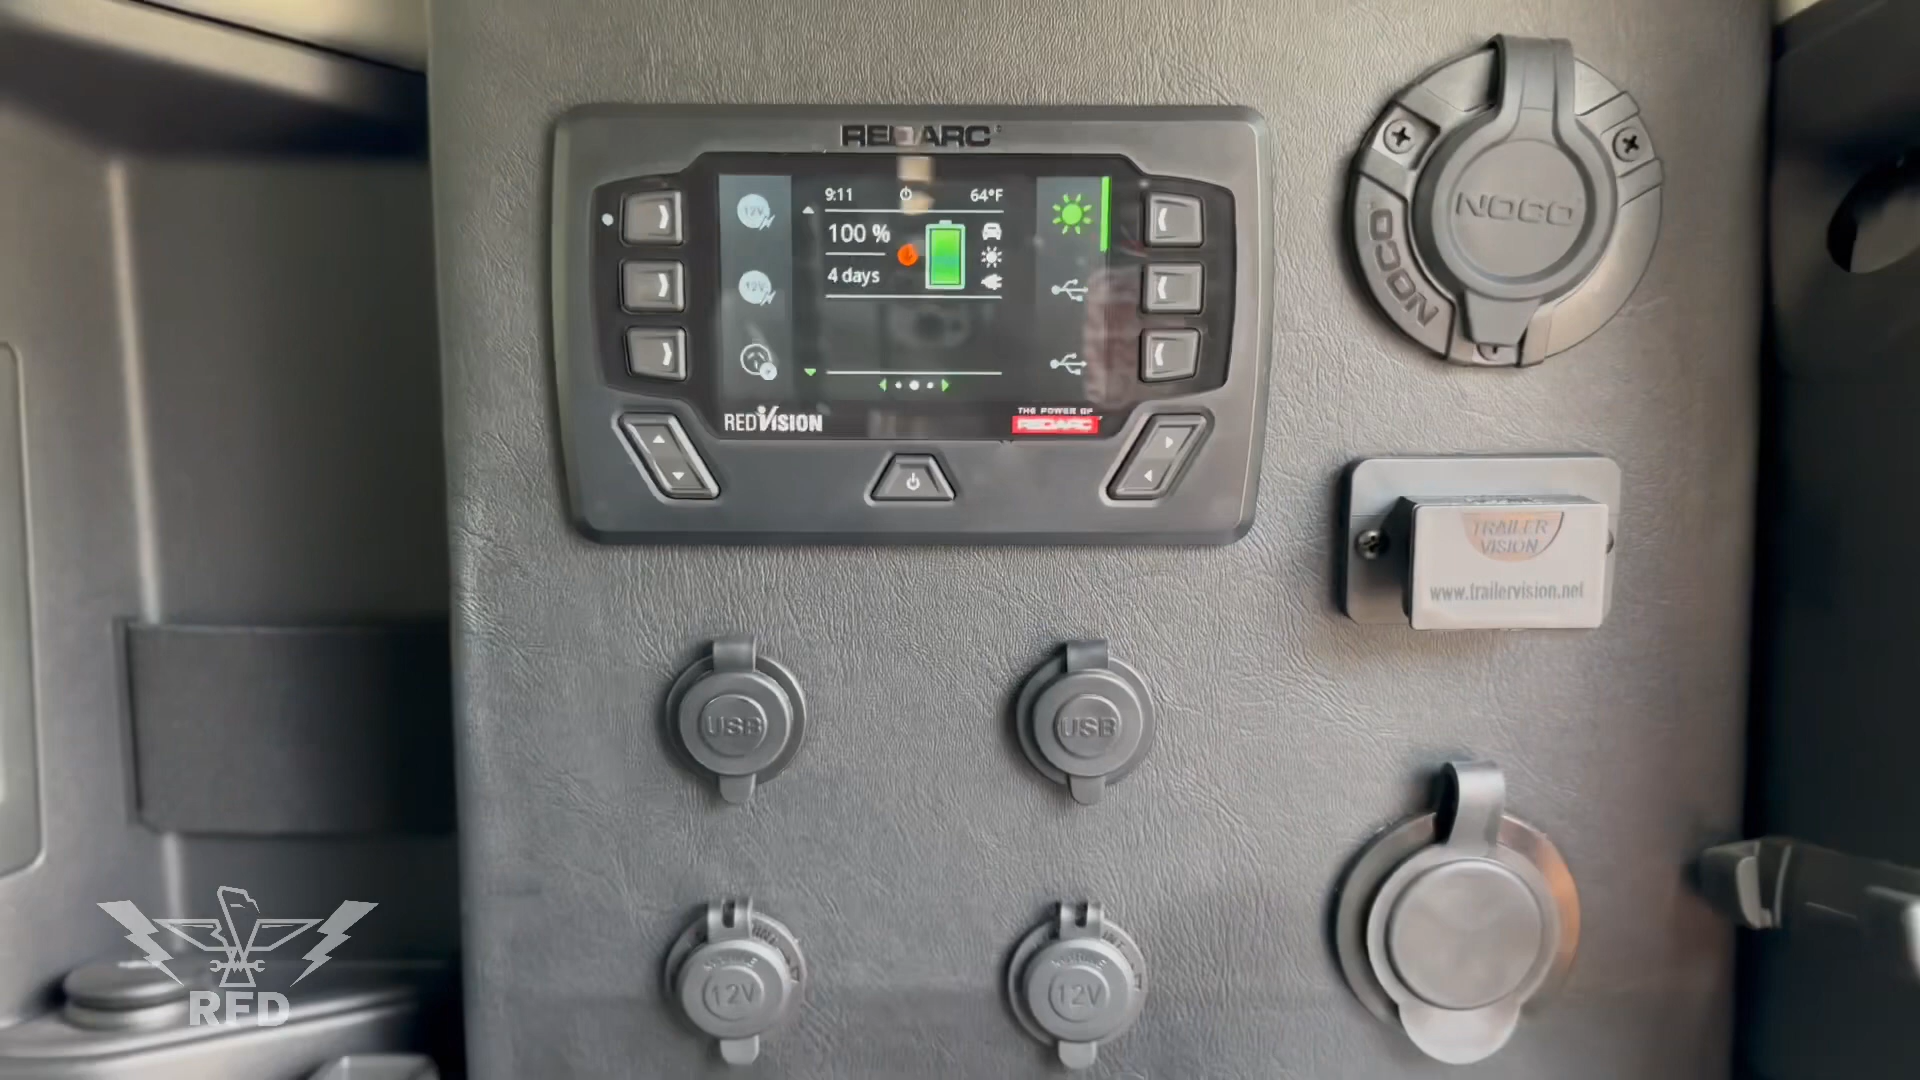 REDARC
9:11
64°F
100 %
4 days
12V
12V
REDVISION
THE POWER OF
REDARC
NOCO
NOCO
TRAILER
VISION
www.trailervision.net
USB
USB
12V
12V
RFD